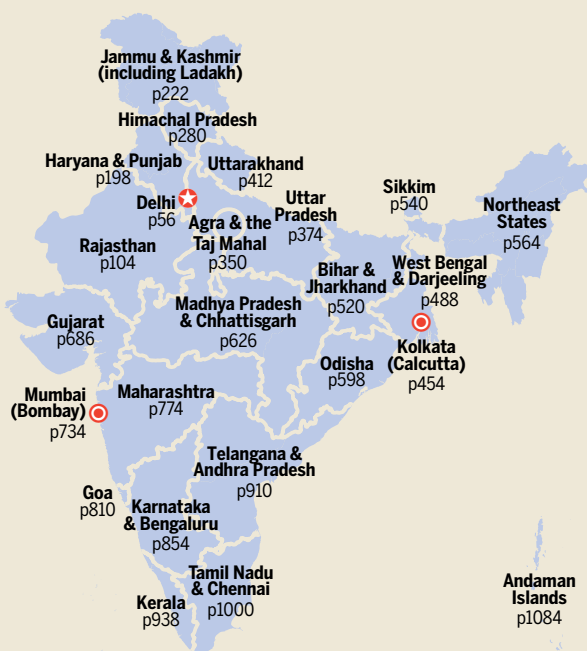 Jammu & Kashmir
(including Ladakh)
p222
Himachal Pradesh
p280
Haryana & Punjab
p198
Uttarakhand
p412
Delhi
p56
Agra & the
Taj Mahal
p350
Uttar
Pradesh
p374
Sikkim
p540
Northeast
States
p564
Rajasthan
p104
Bihar &
Jharkhand
p520
West Bengal
& Darjeeling
p488
Gujarat
p686
Madhya Pradesh
& Chhattisgarh
p626
Kolkata
(Calcutta)
p454
Odisha
p598
Mumbai
(Bombay)
p734
Maharashtra
p774
Telangana &
Andhra Pradesh
p910
Goa
p810
Karnataka
& Bengaluru
p854
Tamil Nadu
& Chennai
p1000
Kerala
p938
Andaman
Islands
p1084